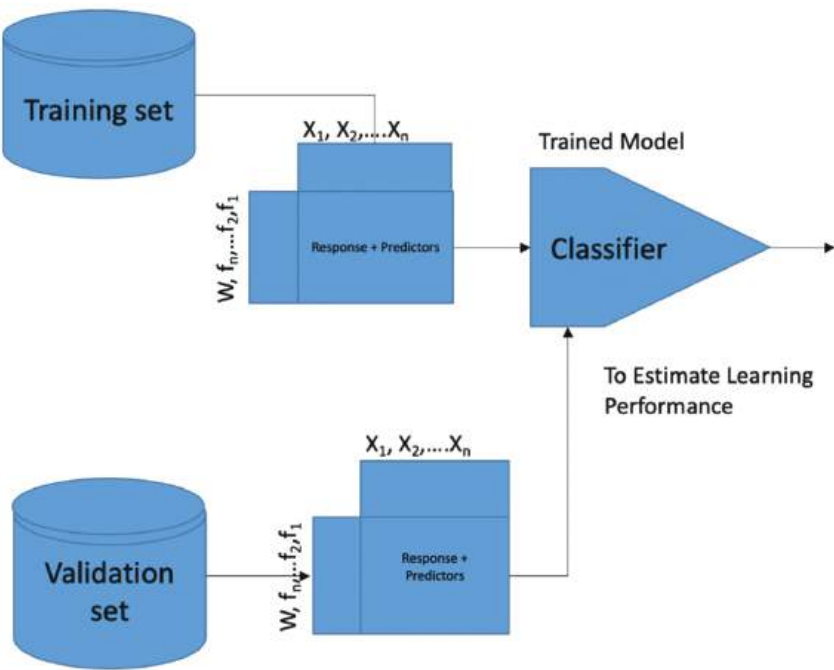 Training set
X₁, X₂,....Xₙ
W, fₙ,...f₂,f₁
Response + Predictors
Trained Model
Classifier
To Estimate Learning
Performance
X₁, X₂,....Xₙ
W, fₙ,...f₂,f₁
Response +
Predictors
Validation
set